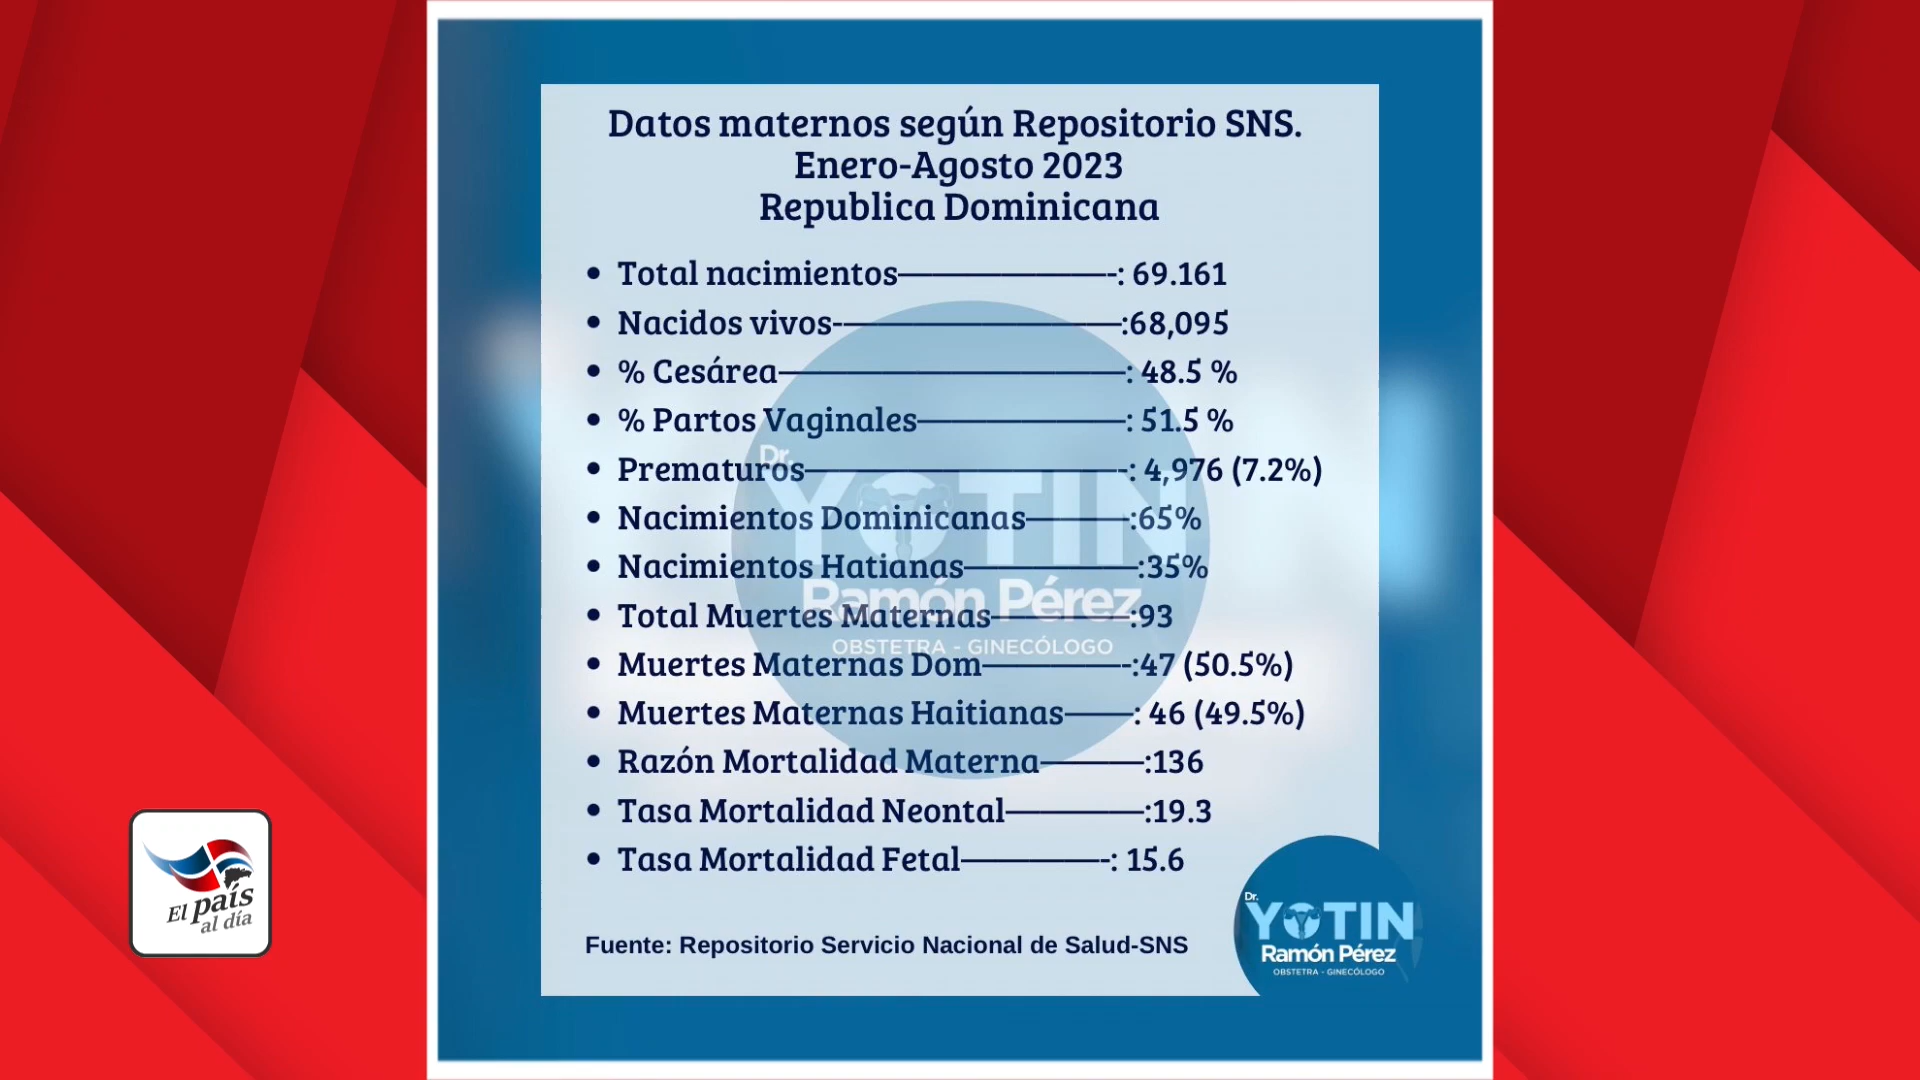 Datos maternos según Repositorio SNS.
Enero-Agosto 2023
Republica Dominicana
• Total nacimientos——————-: 69.161
• Nacidos vivos-————————:68,095
• % Cesárea——————————: 48.5 %
• % Partos Vaginales——————: 51.5 %
• Prematuros—————————-: 4,976 (7.2%)
• Nacimientos Dominicanas———:65%
• Nacimientos Hatianas—————:35%
• Total Muertes Maternas————:93
• Muertes Maternas Dom————-:47 (50.5%)
• Muertes Maternas Haitianas——: 46 (49.5%)
• Razón Mortalidad Materna———:136
• Tasa Mortalidad Neontal————:19.3
• Tasa Mortalidad Fetal————-: 15.6
Dr.
YOTIN
Ramón Pérez
OBSTETRA - GINECÓLOGO
Fuente: Repositorio Servicio Nacional de Salud-SNS
Dr.
YOTIN
Ramón Pérez
OBSTETRA - GINECÓLOGO
El país
al día